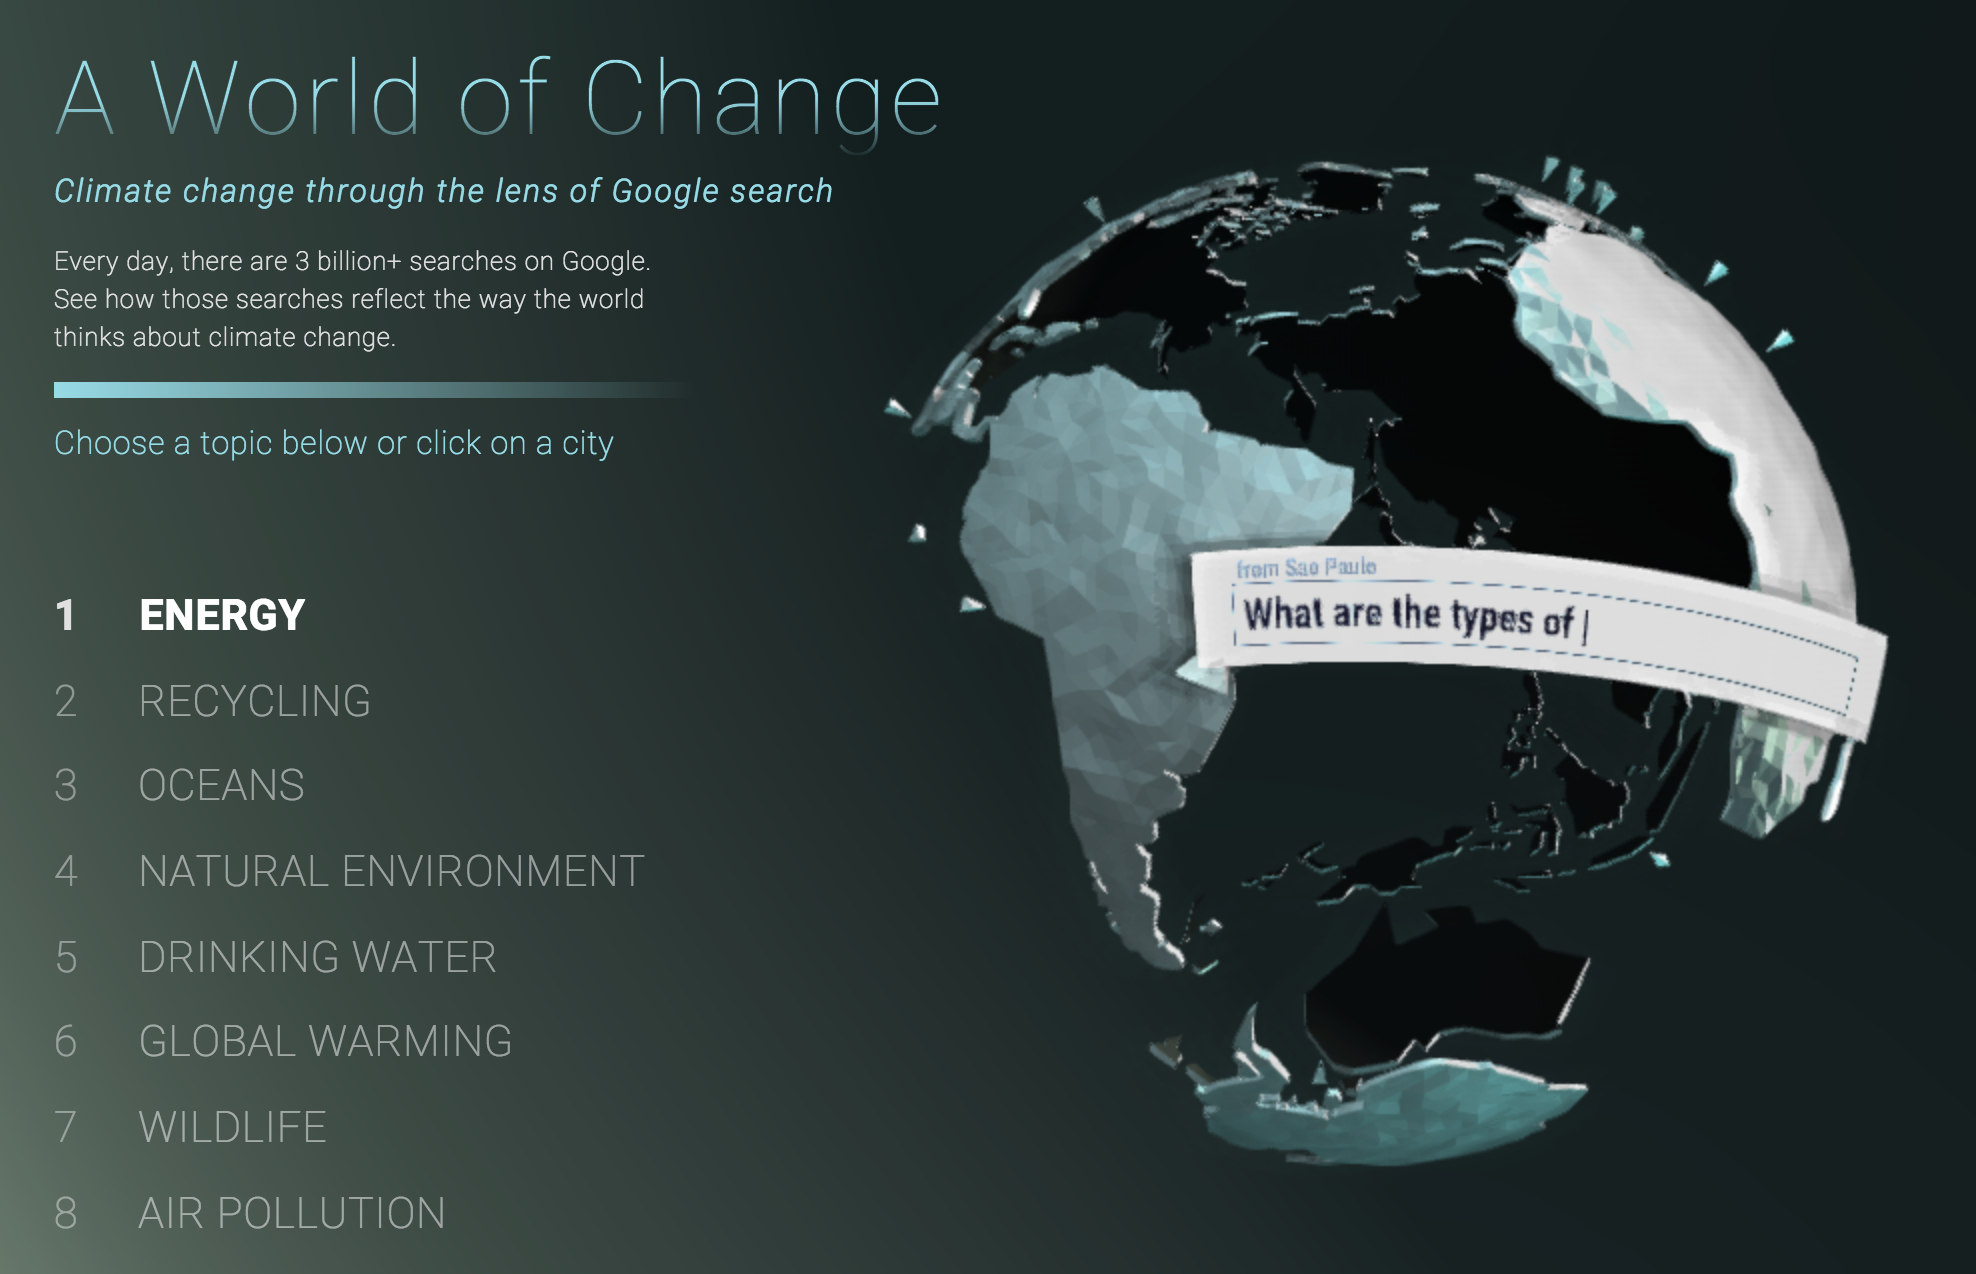 A World of Change
Climate change through the lens of Google search
Every day, there are 3 billion+ searches on Google.
See how those searches reflect the way the world
thinks about climate change.
Choose a topic below or click on a city
1 ENERGY
2 RECYCLING
3 OCEANS
4 NATURAL ENVIRONMENT
5 DRINKING WATER
6 GLOBAL WARMING
7 WILDLIFE
8 AIR POLLUTION
from Sao Paulo
What are the types of